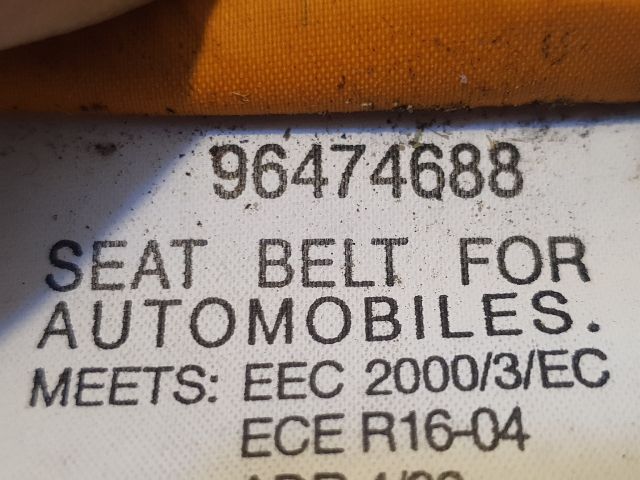 96474688
SEAT BELT FOR
AUTOMOBILES.
MEETS: EEC 2000/3/EC
ECE R16-04